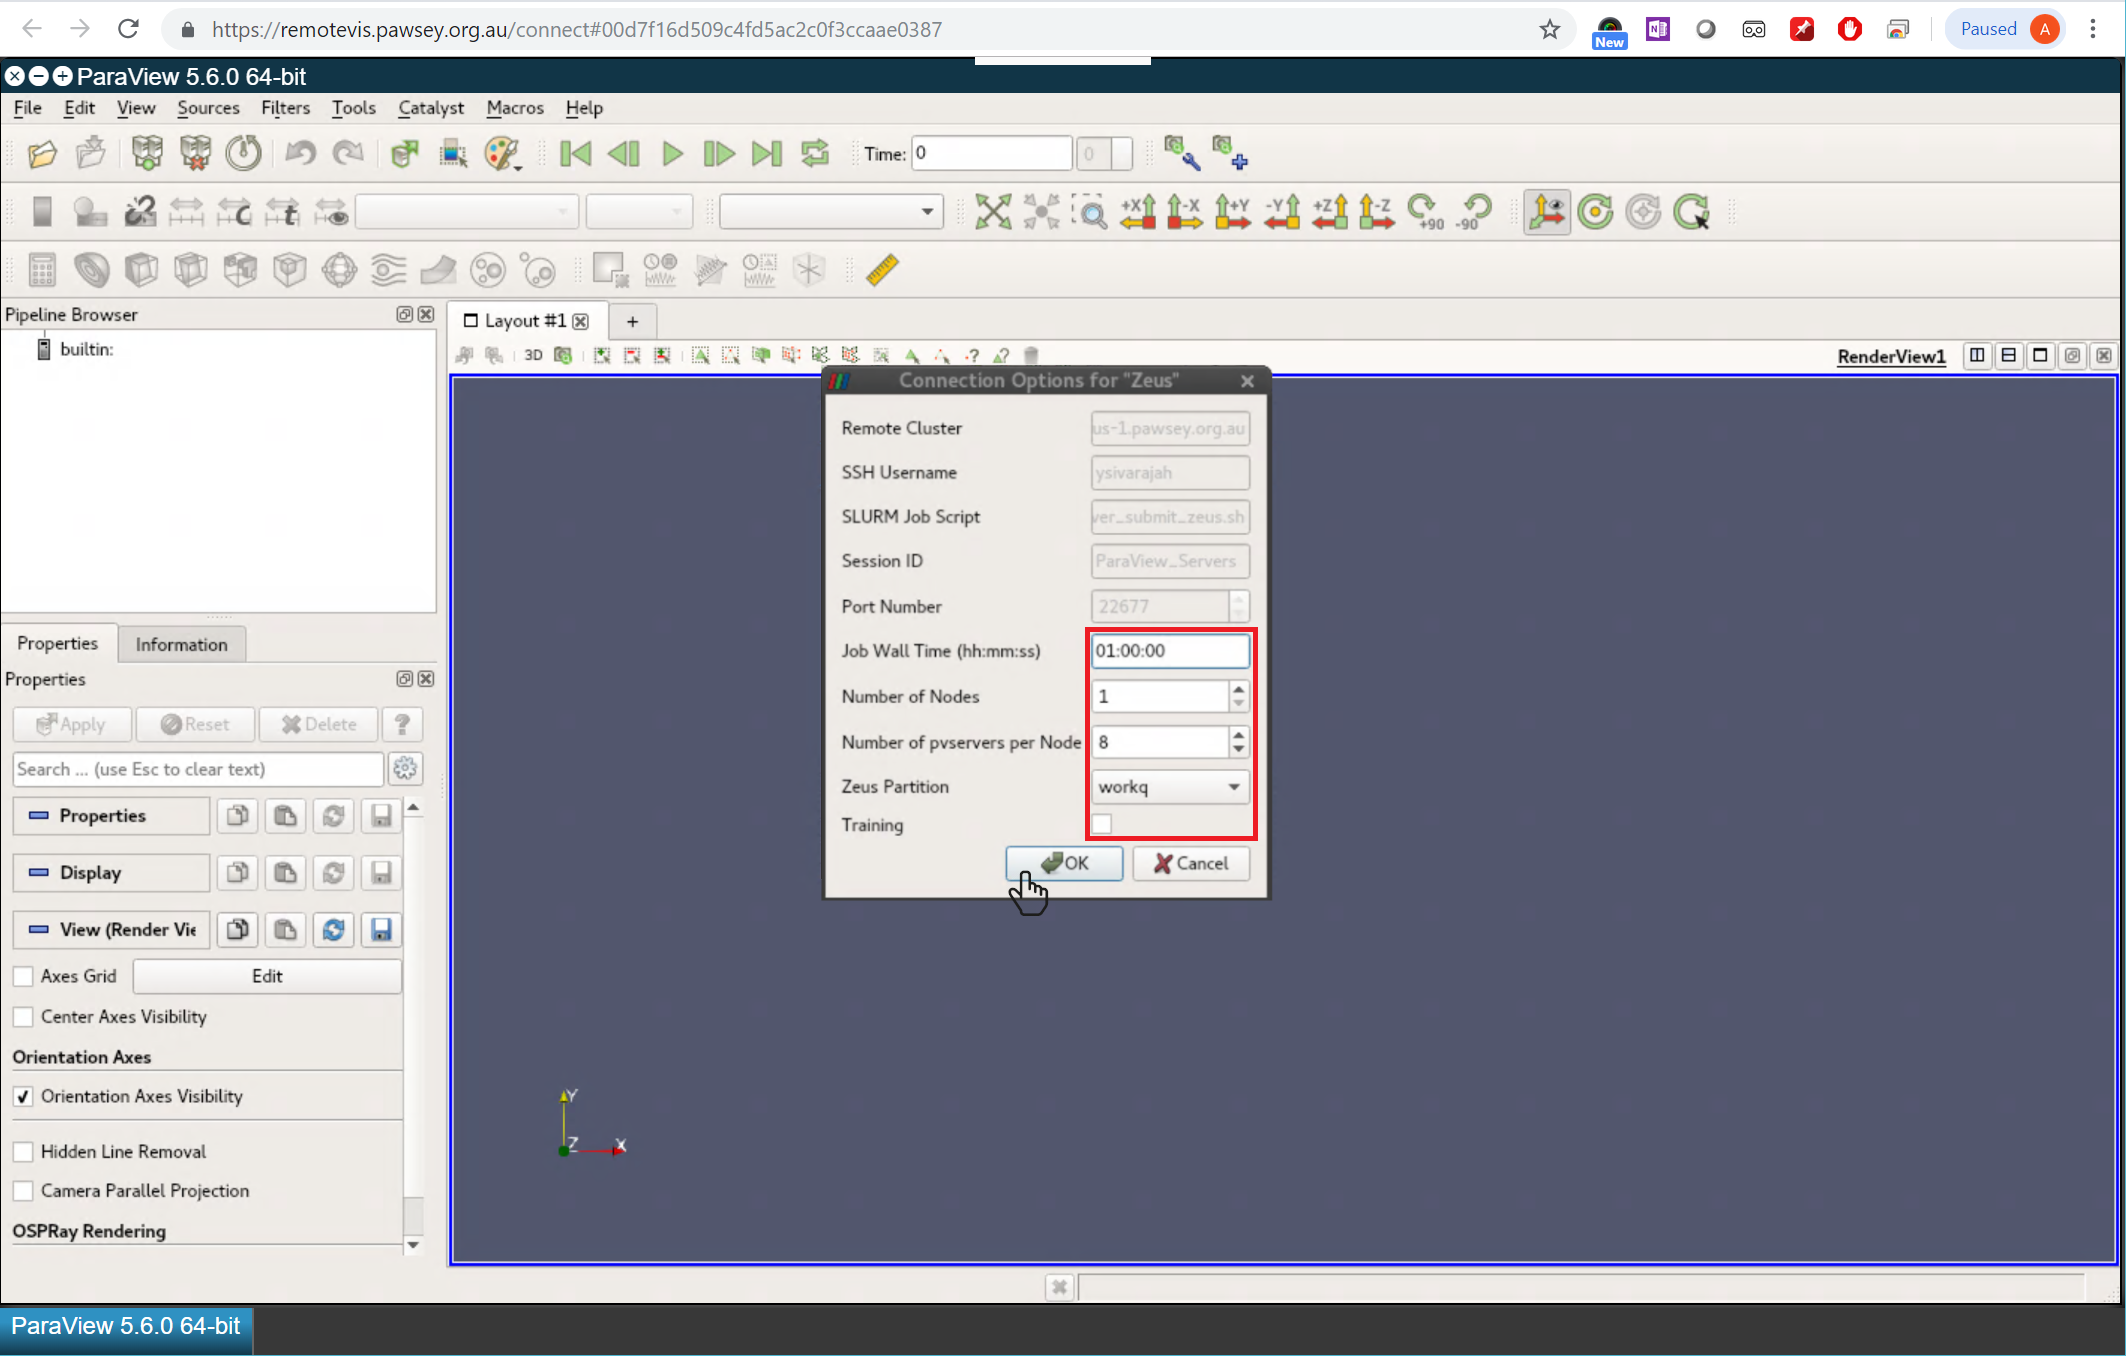 https://remotevis.pawsey.org.au/connect#00d7f16d509c4fd5ac2c0f3ccaae0387
New
N
Paused A
ParaView 5.6.0 64-bit
File Edit View Sources Filters Tools Catalyst Macros Help
Time: 0 0
+X -X +Y -Y +Z -Z +90 -90
Pipeline Browser
builtin:
Layout #1 +
3D
RenderView1
Connection Options for "Zeus"
Remote Cluster us-1.pawsey.org.au
SSH Username ysivarajah
SLURM Job Script ver_submit_zeus.sh
Session ID ParaView_Servers
Port Number 22677
Job Wall Time (hh:mm:ss) 01:00:00
Number of Nodes 1
Number of pvservers per Node 8
Zeus Partition workq
Training
OK Cancel
Properties Information
Properties
Apply Reset Delete ?
Search ... (use Esc to clear text)
Properties
Display
View (Render Vie
Axes Grid Edit
Center Axes Visibility
Orientation Axes
Orientation Axes Visibility
Hidden Line Removal
Camera Parallel Projection
OSPRay Rendering
Y
Z X
ParaView 5.6.0 64-bit